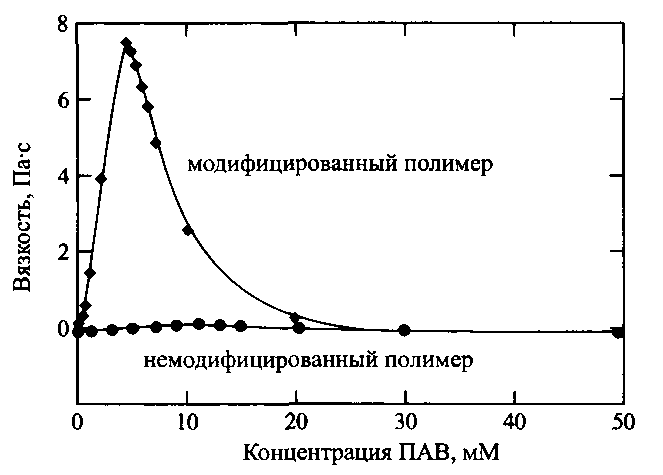 8
6
4
2
0
Вязкость, Па·с
модифицированный полимер
немодифицированный полимер
0 10 20 30 40 50
Концентрация ПАВ, мМ